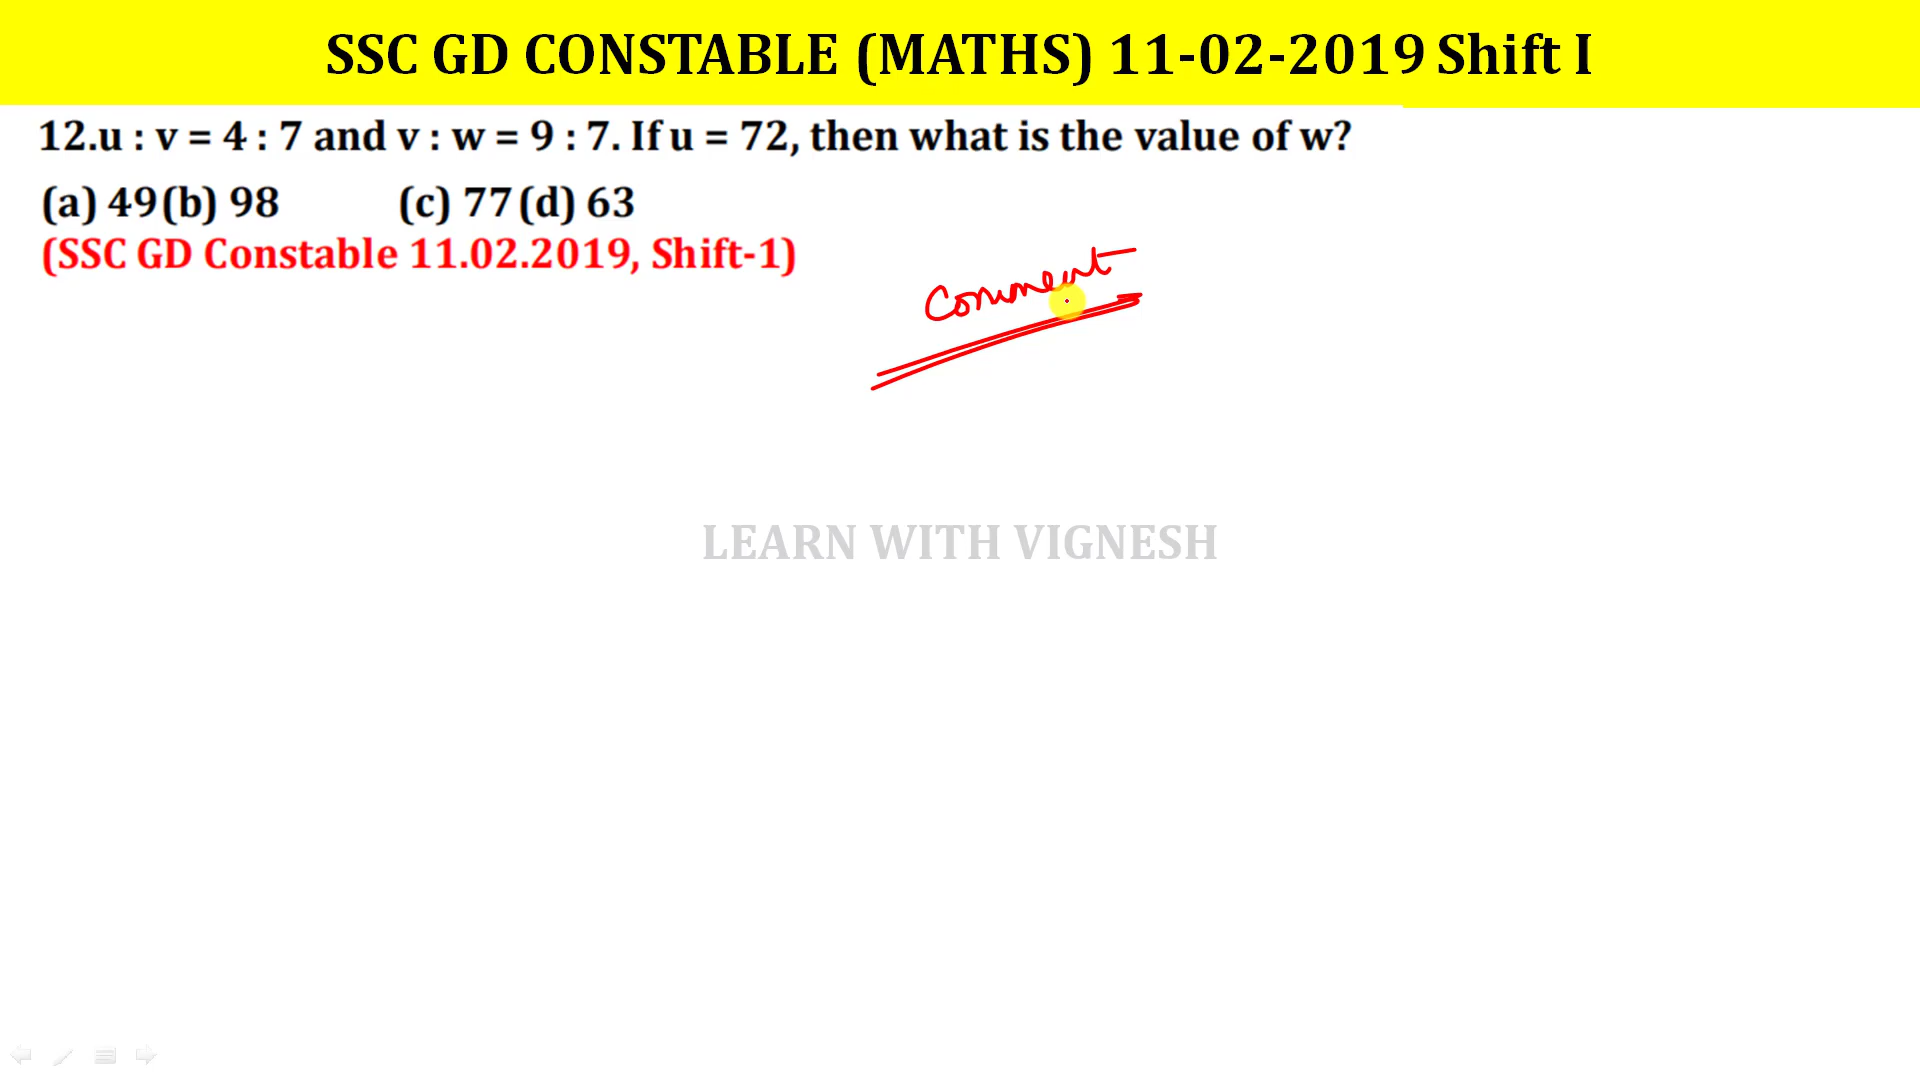 SSC GD CONSTABLE (MATHS) 11-02-2019 Shift I
12.u : v = 4 : 7 and v : w = 9 : 7. If u = 72, then what is the value of w?
(a) 49(b) 98 (c) 77 (d) 63
(SSC GD Constable 11.02.2019, Shift-1)
Comment
LEARN WITH VIGNESH